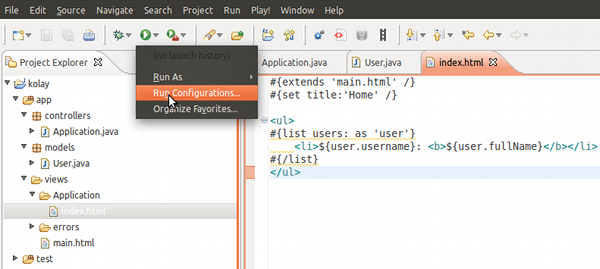 File Edit Source Navigate Search Project Run Play! Window Help
Project Explorer
kolay
app
controllers
Application.java
models
User.java
views
Application
index.html
errors
main.html
test
(no launch history)
Run As
Run Configurations...
Organize Favorites...
Application.java User.java index.html
#{extends 'main.html' /}
#{set title:'Home' /}
<ul>
#{list users: as 'user'}
<li>${user.username}: <b>${user.fullName}</b></li>
#{/list}
</ul>